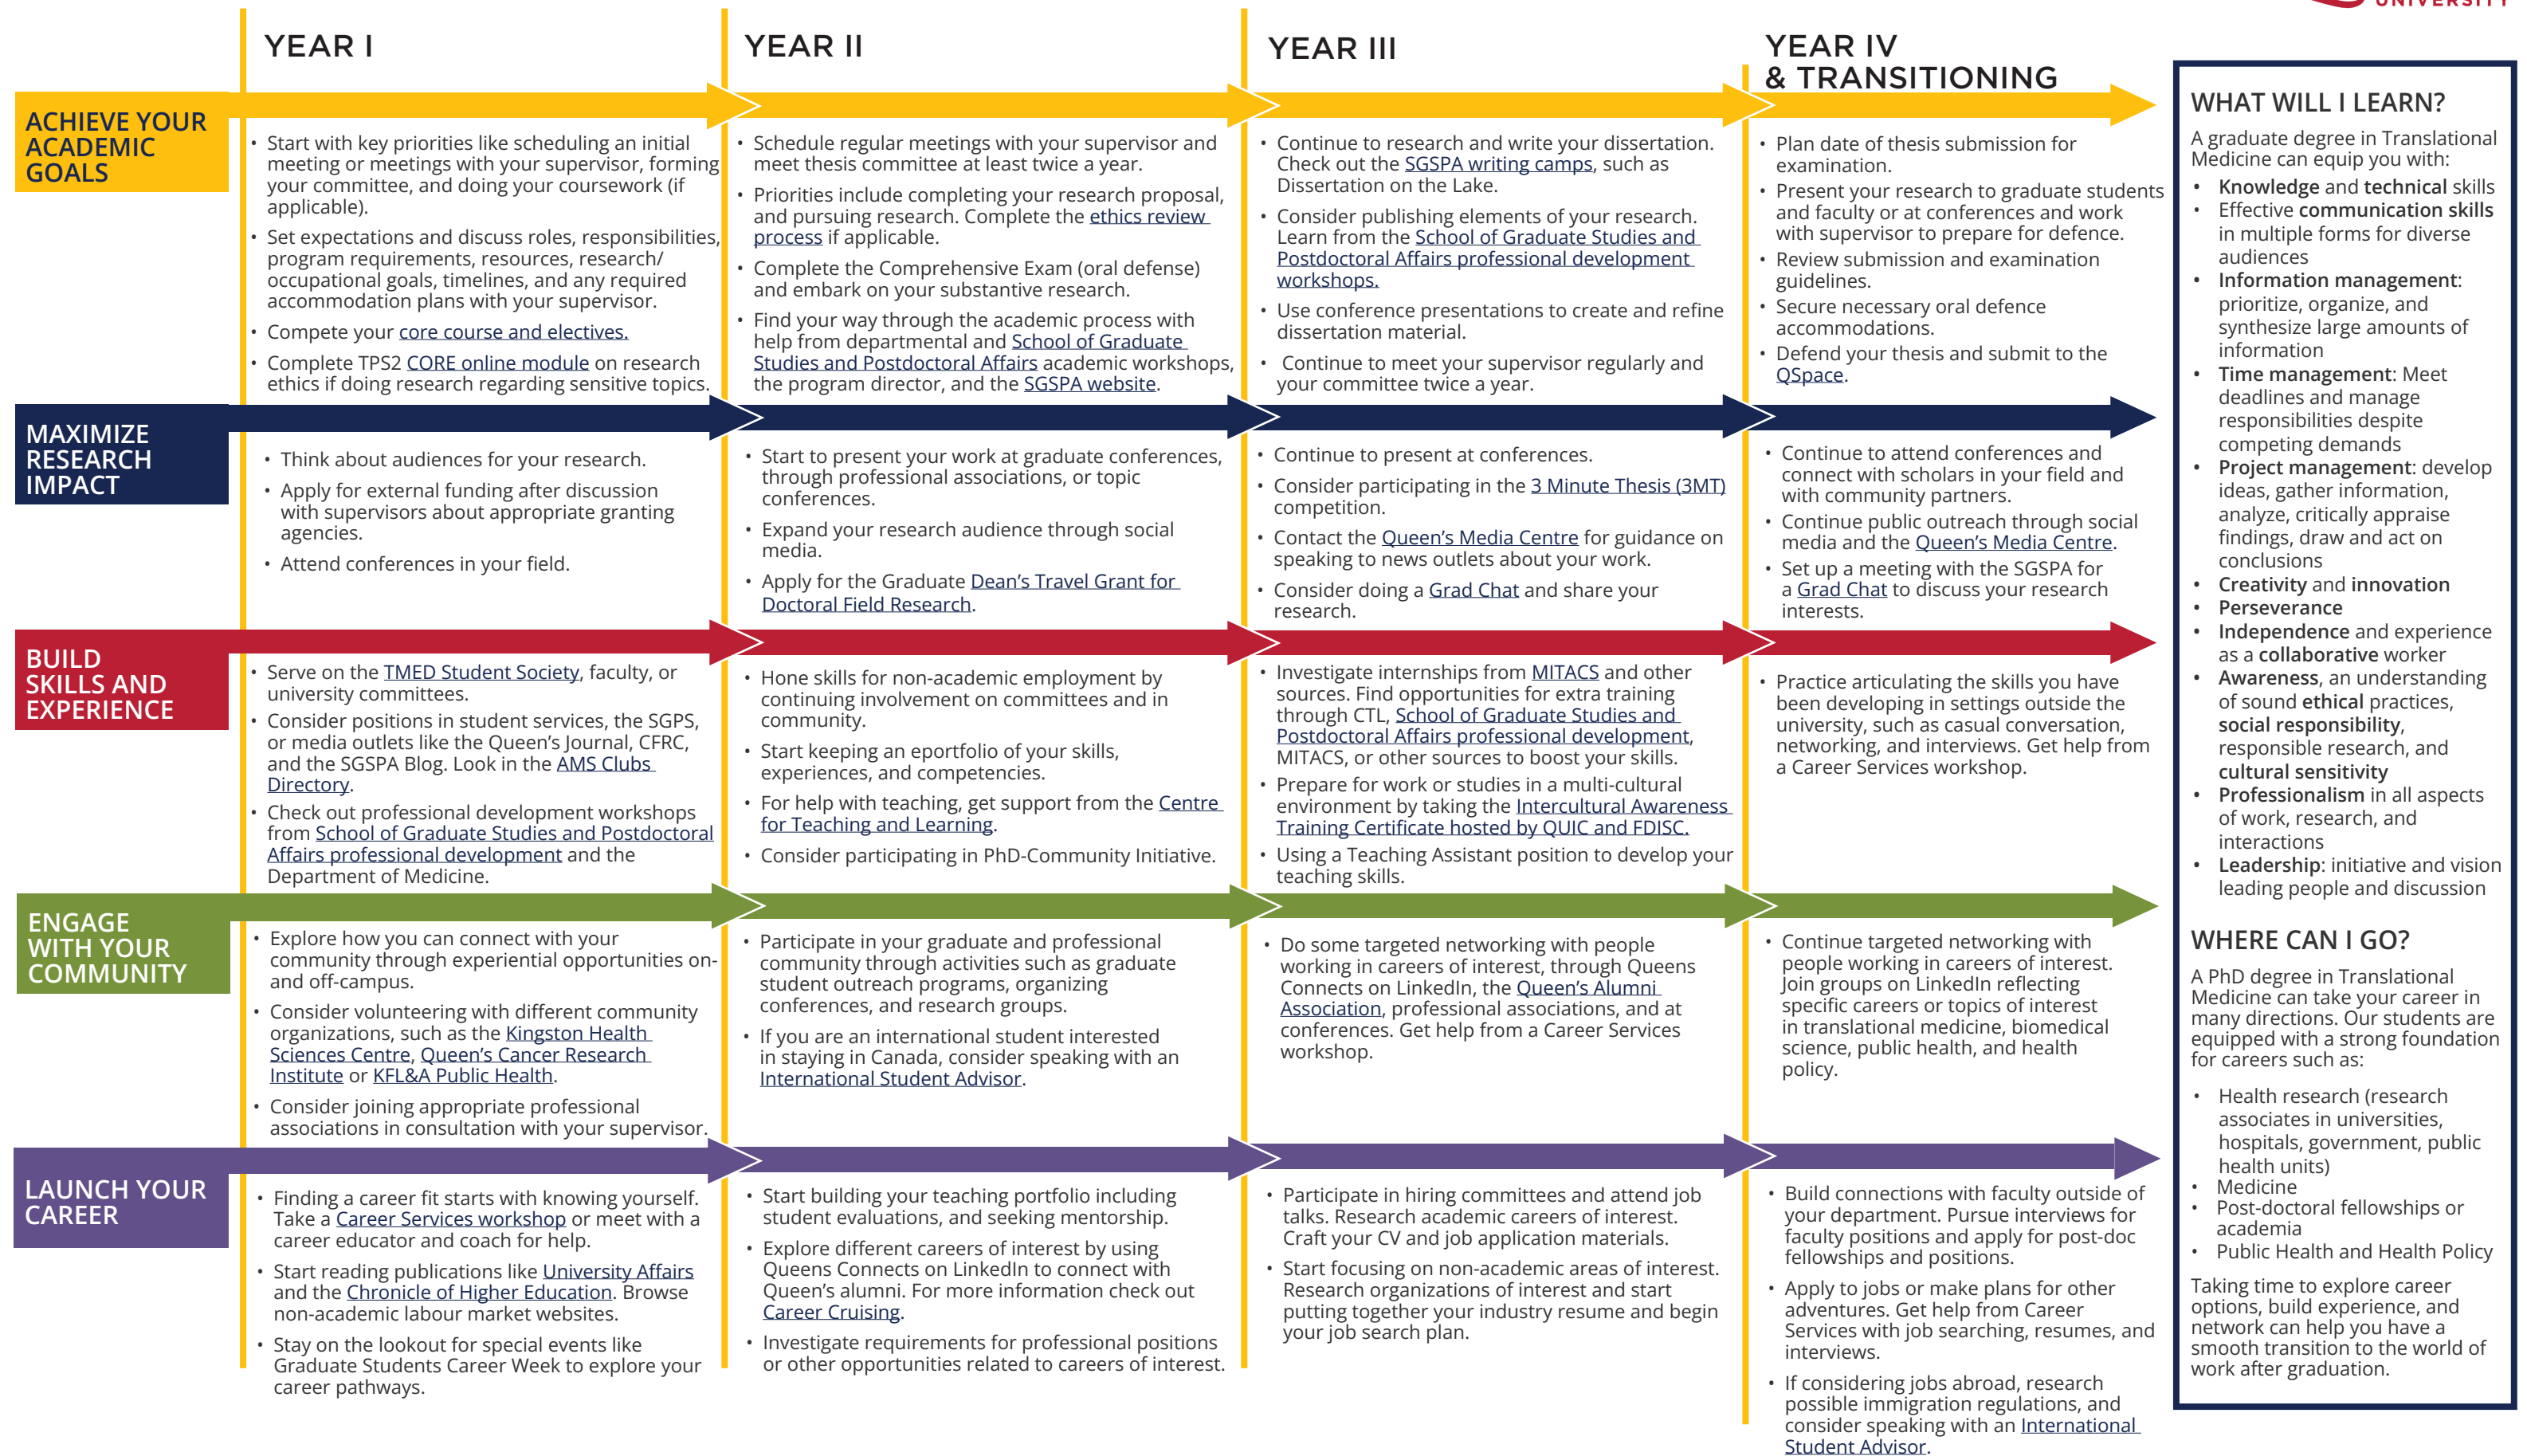 UNIVERSITY
YEAR I
YEAR II
YEAR III
YEAR IV
& TRANSITIONING
ACHIEVE YOUR
ACADEMIC
GOALS
• Start with key priorities like scheduling an initial
meeting or meetings with your supervisor, forming
your committee, and doing your coursework (if
applicable).
• Set expectations and discuss roles, responsibilities,
program requirements, resources, research/
occupational goals, timelines, and any required
accommodation plans with your supervisor.
• Compete your core course and electives.
• Complete TPS2 CORE online module on research
ethics if doing research regarding sensitive topics.
• Schedule regular meetings with your supervisor and
meet thesis committee at least twice a year.
• Priorities include completing your research proposal,
and pursuing research. Complete the ethics review
process if applicable.
• Complete the Comprehensive Exam (oral defense)
and embark on your substantive research.
• Find your way through the academic process with
help from departmental and School of Graduate
Studies and Postdoctoral Affairs academic workshops,
the program director, and the SGSPA website.
• Continue to research and write your dissertation.
Check out the SGSPA writing camps, such as
Dissertation on the Lake.
• Consider publishing elements of your research.
Learn from the School of Graduate Studies and
Postdoctoral Affairs professional development
workshops.
• Use conference presentations to create and refine
dissertation material.
• Continue to meet your supervisor regularly and
your committee twice a year.
• Plan date of thesis submission for
examination.
• Present your research to graduate students
and faculty or at conferences and work
with supervisor to prepare for defence.
• Review submission and examination
guidelines.
• Secure necessary oral defence
accommodations.
• Defend your thesis and submit to the
QSpace.
MAXIMIZE
RESEARCH
IMPACT
• Think about audiences for your research.
• Apply for external funding after discussion
with supervisors about appropriate granting
agencies.
• Attend conferences in your field.
• Start to present your work at graduate conferences,
through professional associations, or topic
conferences.
• Expand your research audience through social
media.
• Apply for the Graduate Dean's Travel Grant for
Doctoral Field Research.
• Continue to present at conferences.
• Consider participating in the 3 Minute Thesis (3MT)
competition.
• Contact the Queen's Media Centre for guidance on
speaking to news outlets about your work.
• Consider doing a Grad Chat and share your
research.
• Continue to attend conferences and
connect with scholars in your field and
with community partners.
• Continue public outreach through social
media and the Queen's Media Centre.
• Set up a meeting with the SGSPA for
a Grad Chat to discuss your research
interests.
BUILD
SKILLS AND
EXPERIENCE
• Serve on the TMED Student Society, faculty, or
university committees.
• Consider positions in student services, the SGPS,
or media outlets like the Queen's Journal, CFRC,
and the SGSPA Blog. Look in the AMS Clubs
Directory.
• Check out professional development workshops
from School of Graduate Studies and Postdoctoral
Affairs professional development and the
Department of Medicine.
• Hone skills for non-academic employment by
continuing involvement on committees and in
community.
• Start keeping an eportfolio of your skills,
experiences, and competencies.
• For help with teaching, get support from the Centre
for Teaching and Learning.
• Consider participating in PhD-Community Initiative.
• Investigate internships from MITACS and other
sources. Find opportunities for extra training
through CTL, School of Graduate Studies and
Postdoctoral Affairs professional development,
MITACS, or other sources to boost your skills.
• Prepare for work or studies in a multi-cultural
environment by taking the Intercultural Awareness
Training Certificate hosted by QUIC and FDISC.
• Using a Teaching Assistant position to develop your
teaching skills.
• Practice articulating the skills you have
been developing in settings outside the
university, such as casual conversation,
networking, and interviews. Get help from
a Career Services workshop.
ENGAGE
WITH YOUR
COMMUNITY
• Explore how you can connect with your
community through experiential opportunities on-
and off-campus.
• Consider volunteering with different community
organizations, such as the Kingston Health
Sciences Centre, Queen's Cancer Research
Institute or KFL&A Public Health.
• Consider joining appropriate professional
associations in consultation with your supervisor.
• Participate in your graduate and professional
community through activities such as graduate
student outreach programs, organizing
conferences, and research groups.
• If you are an international student interested
in staying in Canada, consider speaking with an
International Student Advisor.
• Do some targeted networking with people
working in careers of interest, through Queens
Connects on LinkedIn, the Queen's Alumni
Association, professional associations, and at
conferences. Get help from a Career Services
workshop.
• Continue targeted networking with
people working in careers of interest.
Join groups on LinkedIn reflecting
specific careers or topics of interest
in translational medicine, biomedical
science, public health, and health
policy.
LAUNCH YOUR
CAREER
• Finding a career fit starts with knowing yourself.
Take a Career Services workshop or meet with a
career educator and coach for help.
• Start reading publications like University Affairs
and the Chronicle of Higher Education. Browse
non-academic labour market websites.
• Stay on the lookout for special events like
Graduate Students Career Week to explore your
career pathways.
• Start building your teaching portfolio including
student evaluations, and seeking mentorship.
• Explore different careers of interest by using
Queens Connects on LinkedIn to connect with
Queen's alumni. For more information check out
Career Cruising.
• Investigate requirements for professional positions
or other opportunities related to careers of interest.
• Participate in hiring committees and attend job
talks. Research academic careers of interest.
Craft your CV and job application materials.
• Start focusing on non-academic areas of interest.
Research organizations of interest and start
putting together your industry resume and begin
your job search plan.
• Build connections with faculty outside of
your department. Pursue interviews for
faculty positions and apply for post-doc
fellowships and positions.
• Apply to jobs or make plans for other
adventures. Get help from Career
Services with job searching, resumes, and
interviews.
• If considering jobs abroad, research
possible immigration regulations, and
consider speaking with an International
Student Advisor.
WHAT WILL I LEARN?
A graduate degree in Translational
Medicine can equip you with:
• Knowledge and technical skills
• Effective communication skills
in multiple forms for diverse
audiences
• Information management:
prioritize, organize, and
synthesize large amounts of
information
• Time management: Meet
deadlines and manage
responsibilities despite
competing demands
• Project management: develop
ideas, gather information,
analyze, critically appraise
findings, draw and act on
conclusions
• Creativity and innovation
• Perseverance
• Independence and experience
as a collaborative worker
• Awareness, an understanding
of sound ethical practices,
social responsibility,
responsible research, and
cultural sensitivity
• Professionalism in all aspects
of work, research, and
interactions
• Leadership: initiative and vision
leading people and discussion
WHERE CAN I GO?
A PhD degree in Translational
Medicine can take your career in
many directions. Our students are
equipped with a strong foundation
for careers such as:
• Health research (research
associates in universities,
hospitals, government, public
health units)
• Medicine
• Post-doctoral fellowships or
academia
• Public Health and Health Policy
Taking time to explore career
options, build experience, and
network can help you have a
smooth transition to the world of
work after graduation.